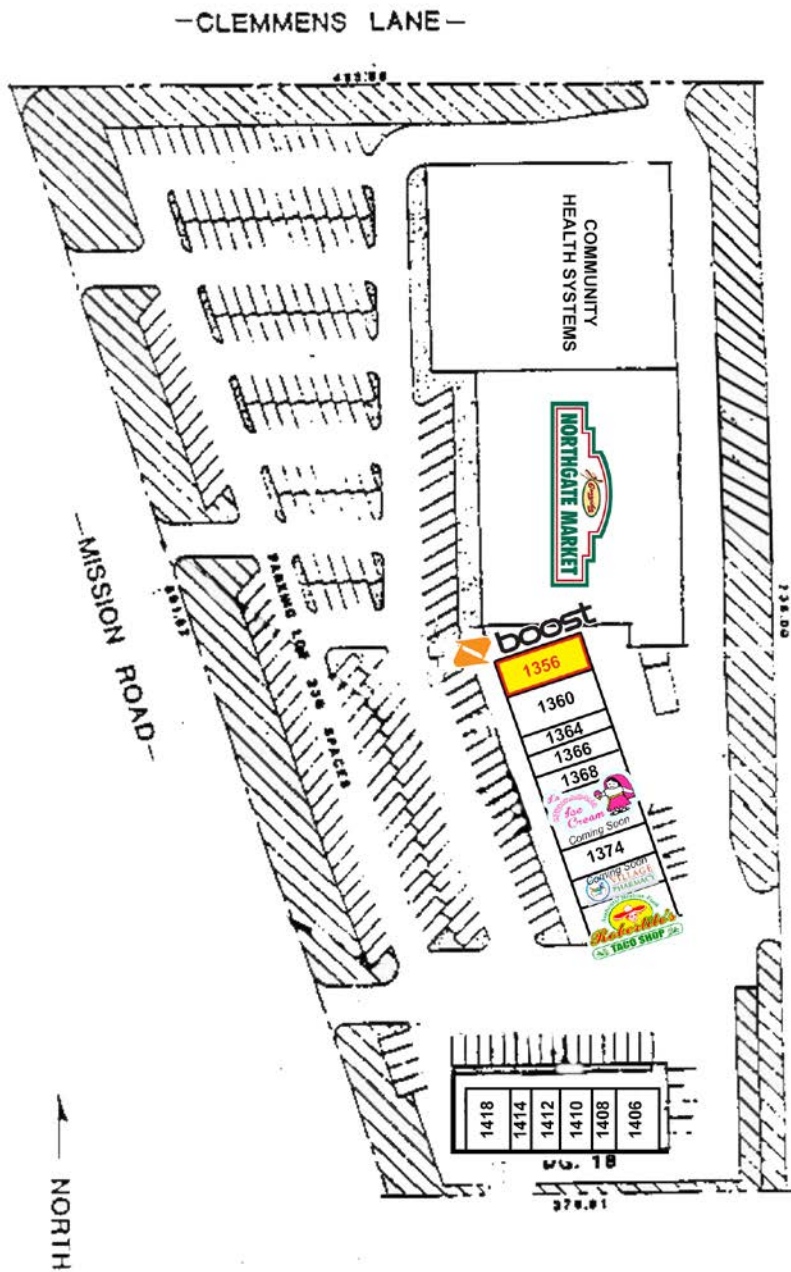 -CLEMMENS LANE-
COMMUNITY
HEALTH SYSTEMS
NORTHGATE MARKET
-MISSION ROAD-
PARKING LOT 236 SPACES
boost
1356
1360
1364
1366
1368
Ice
Cream
Coming Soon
1374
Coming Soon
VILLAGE
PHARMACY
Robertito's
TACO SHOP
1418
1414
1412
1410
1408
1406
NORTH